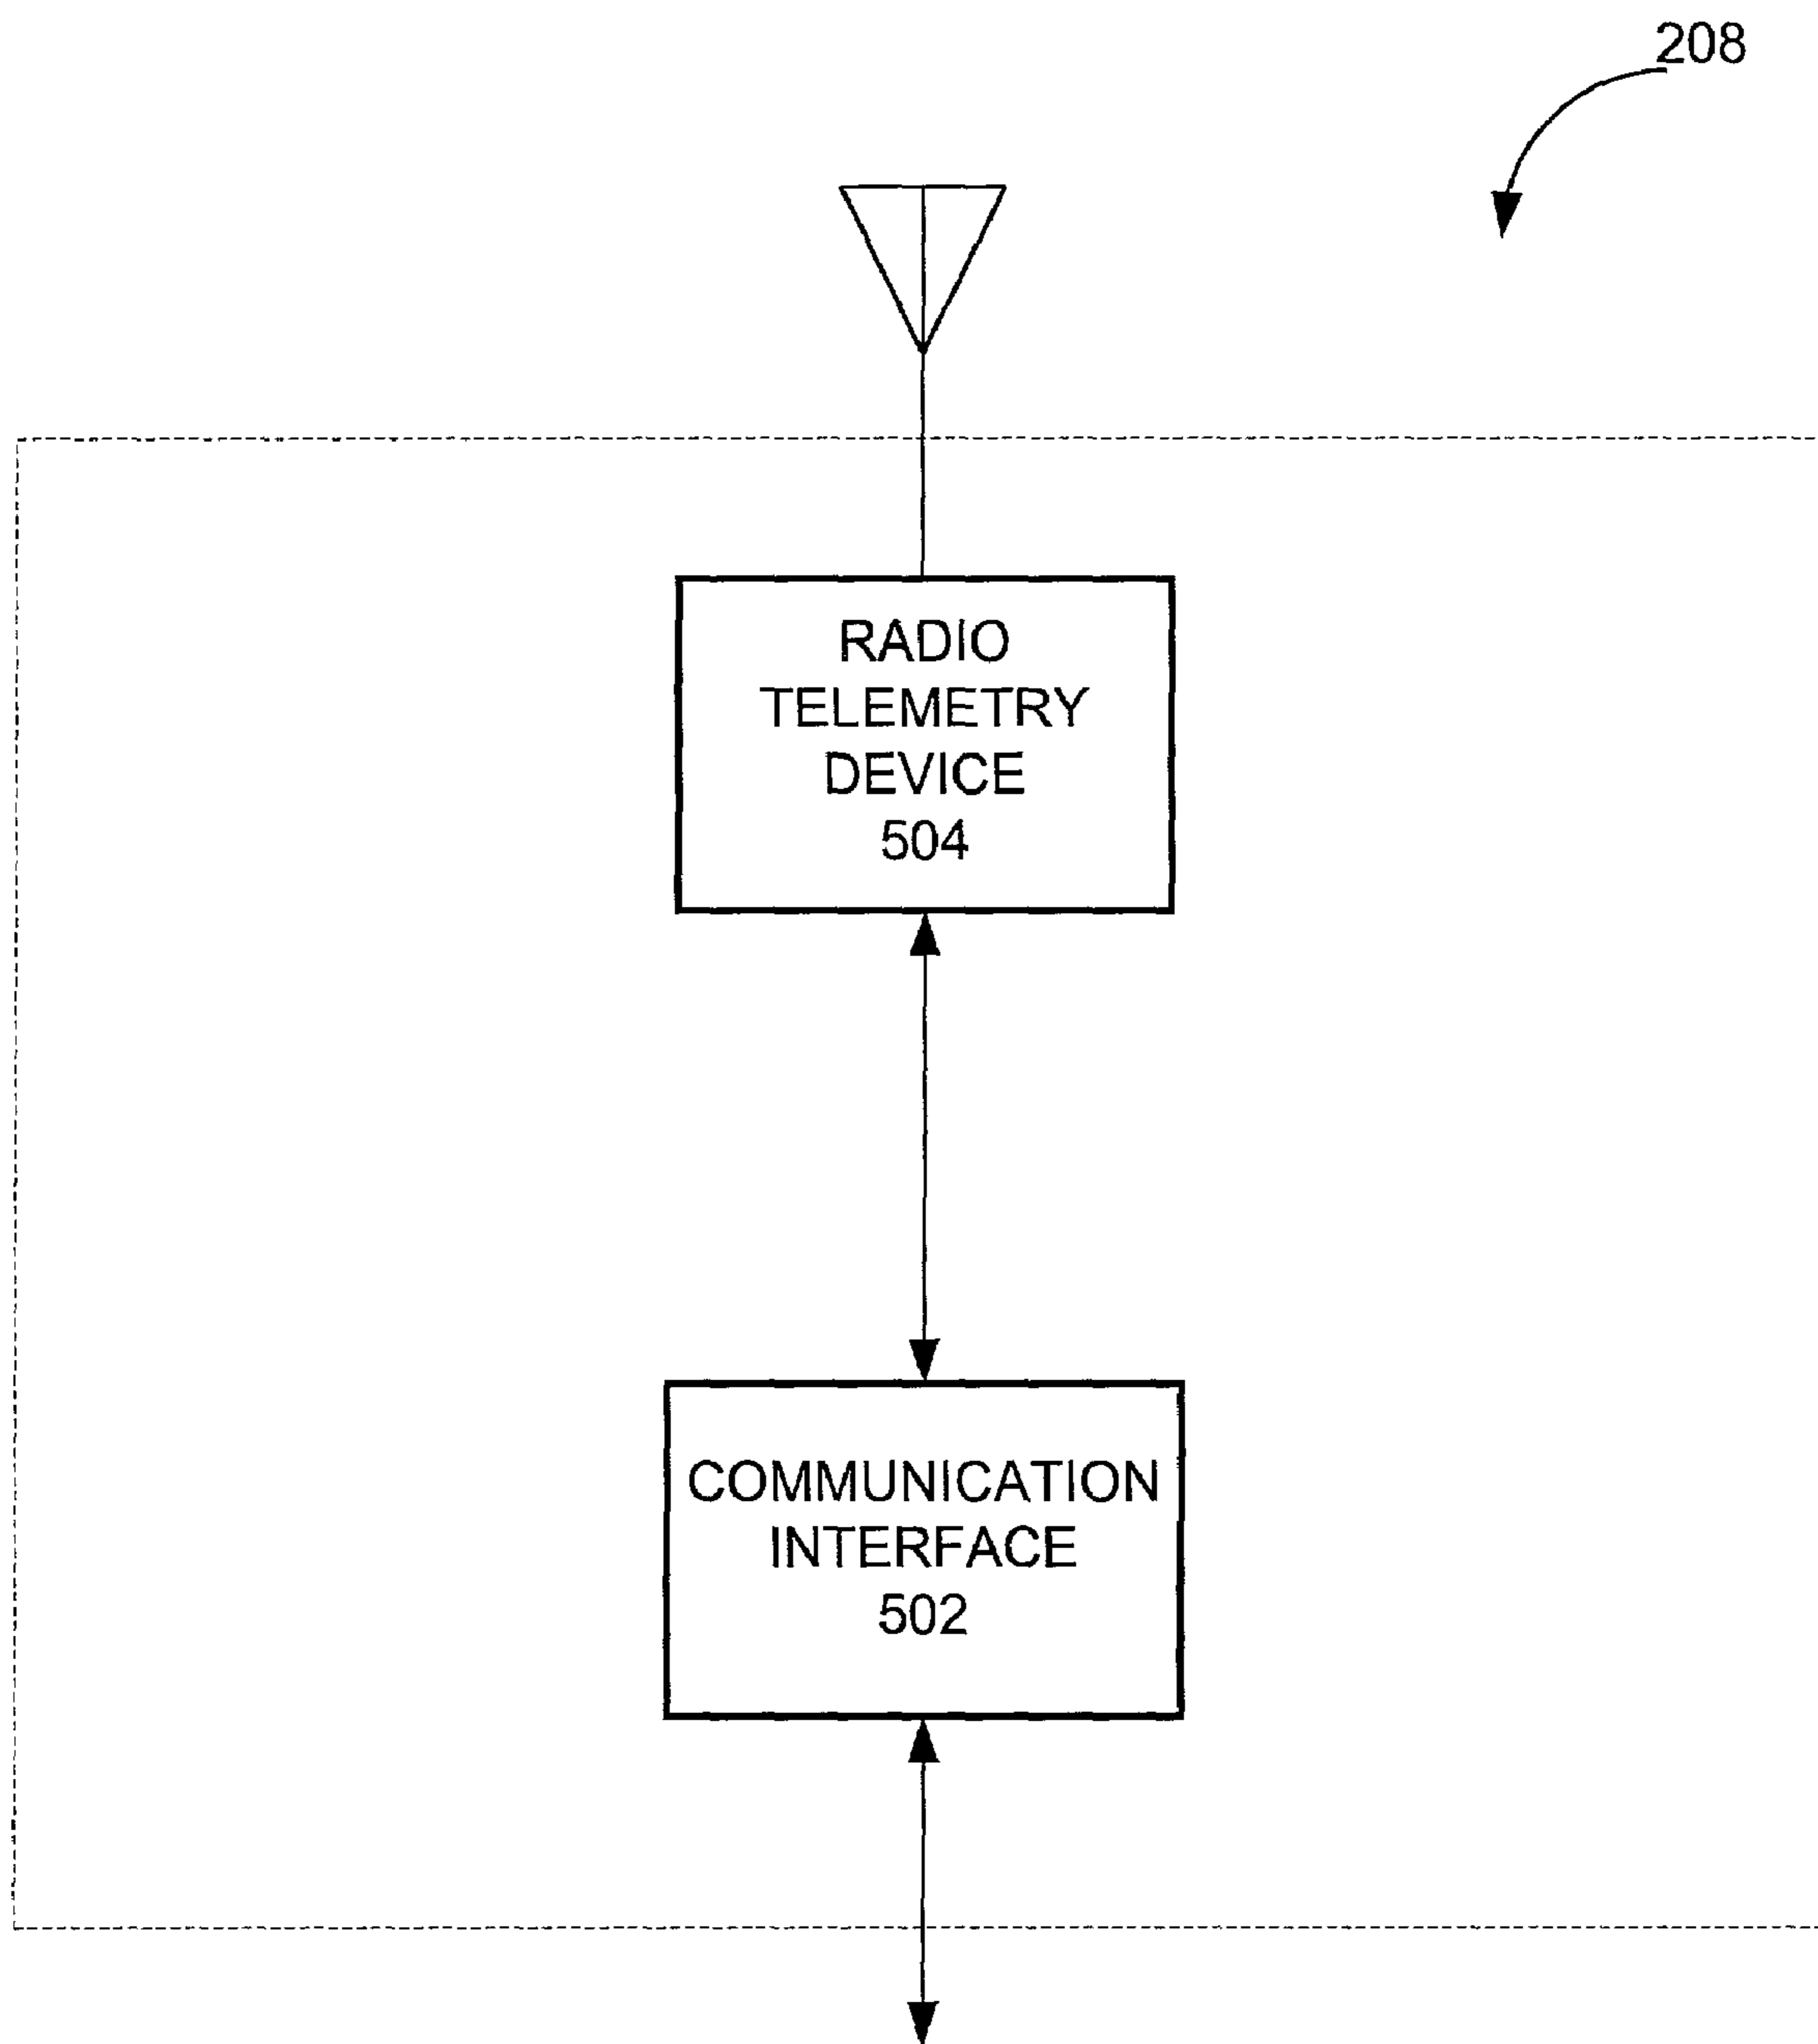 208
RADIO
TELEMETRY
DEVICE
504
COMMUNICATION
INTERFACE
502